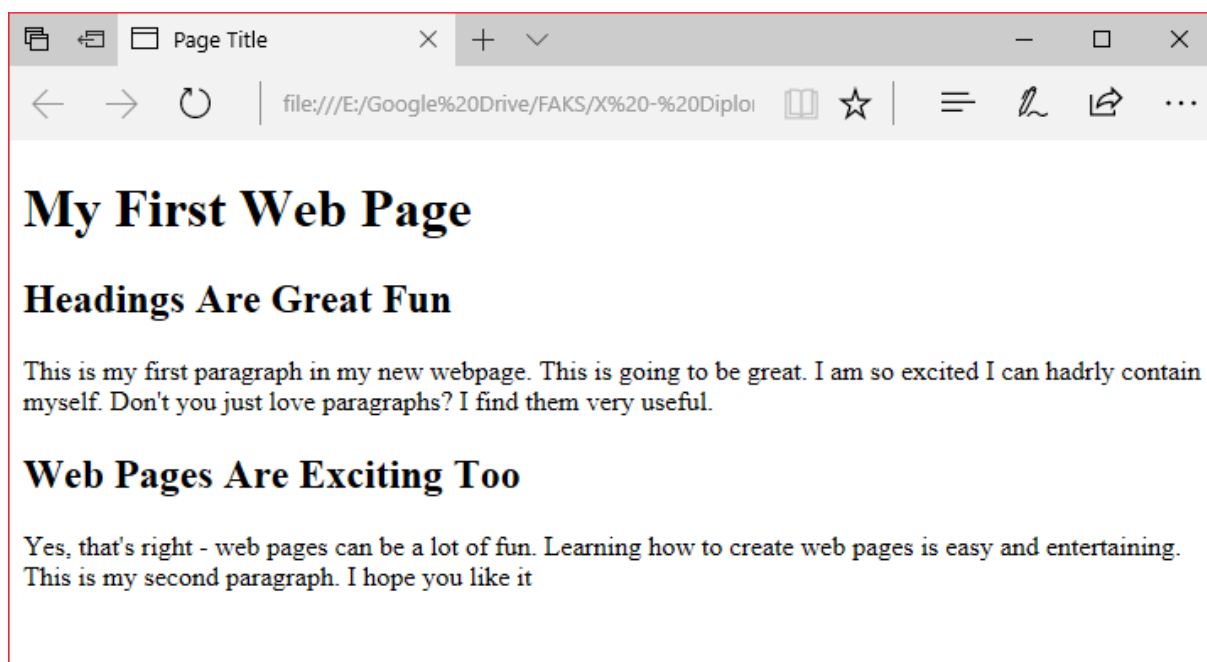 Page Title
file:///E:/Google%20Drive/FAKS/X%20-%20Diplo
My First Web Page
Headings Are Great Fun
This is my first paragraph in my new webpage. This is going to be great. I am so excited I can hadrly contain
myself. Don't you just love paragraphs? I find them very useful.
Web Pages Are Exciting Too
Yes, that's right - web pages can be a lot of fun. Learning how to create web pages is easy and entertaining.
This is my second paragraph. I hope you like it